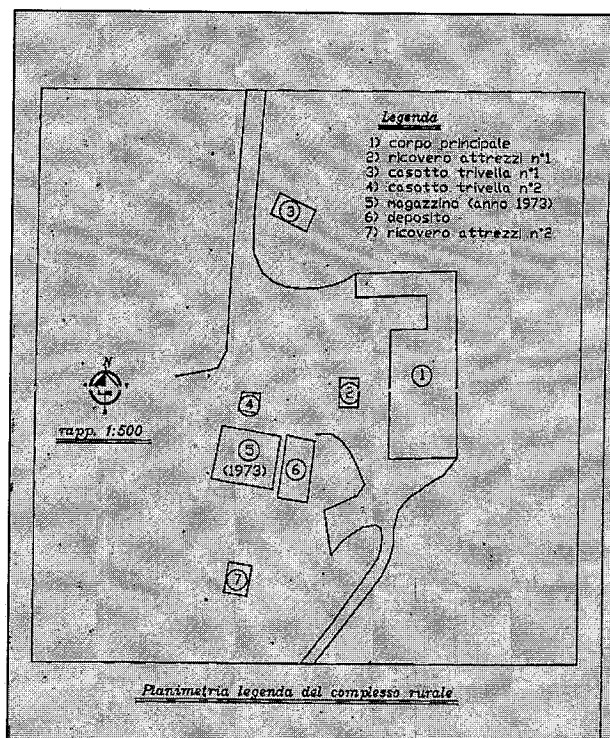 Legenda
1) corpo principale
2) ricovero attrezzi n°1
3) casotto trivella n°1
4) casotto trivella n°2
5) magazzino (anno 1973)
6) deposito
7) ricovero attrezzi n°2
3
N
1
2
4
rapp. 1:500
5
(1973)
6
7
Planimetria legenda del complesso rurale